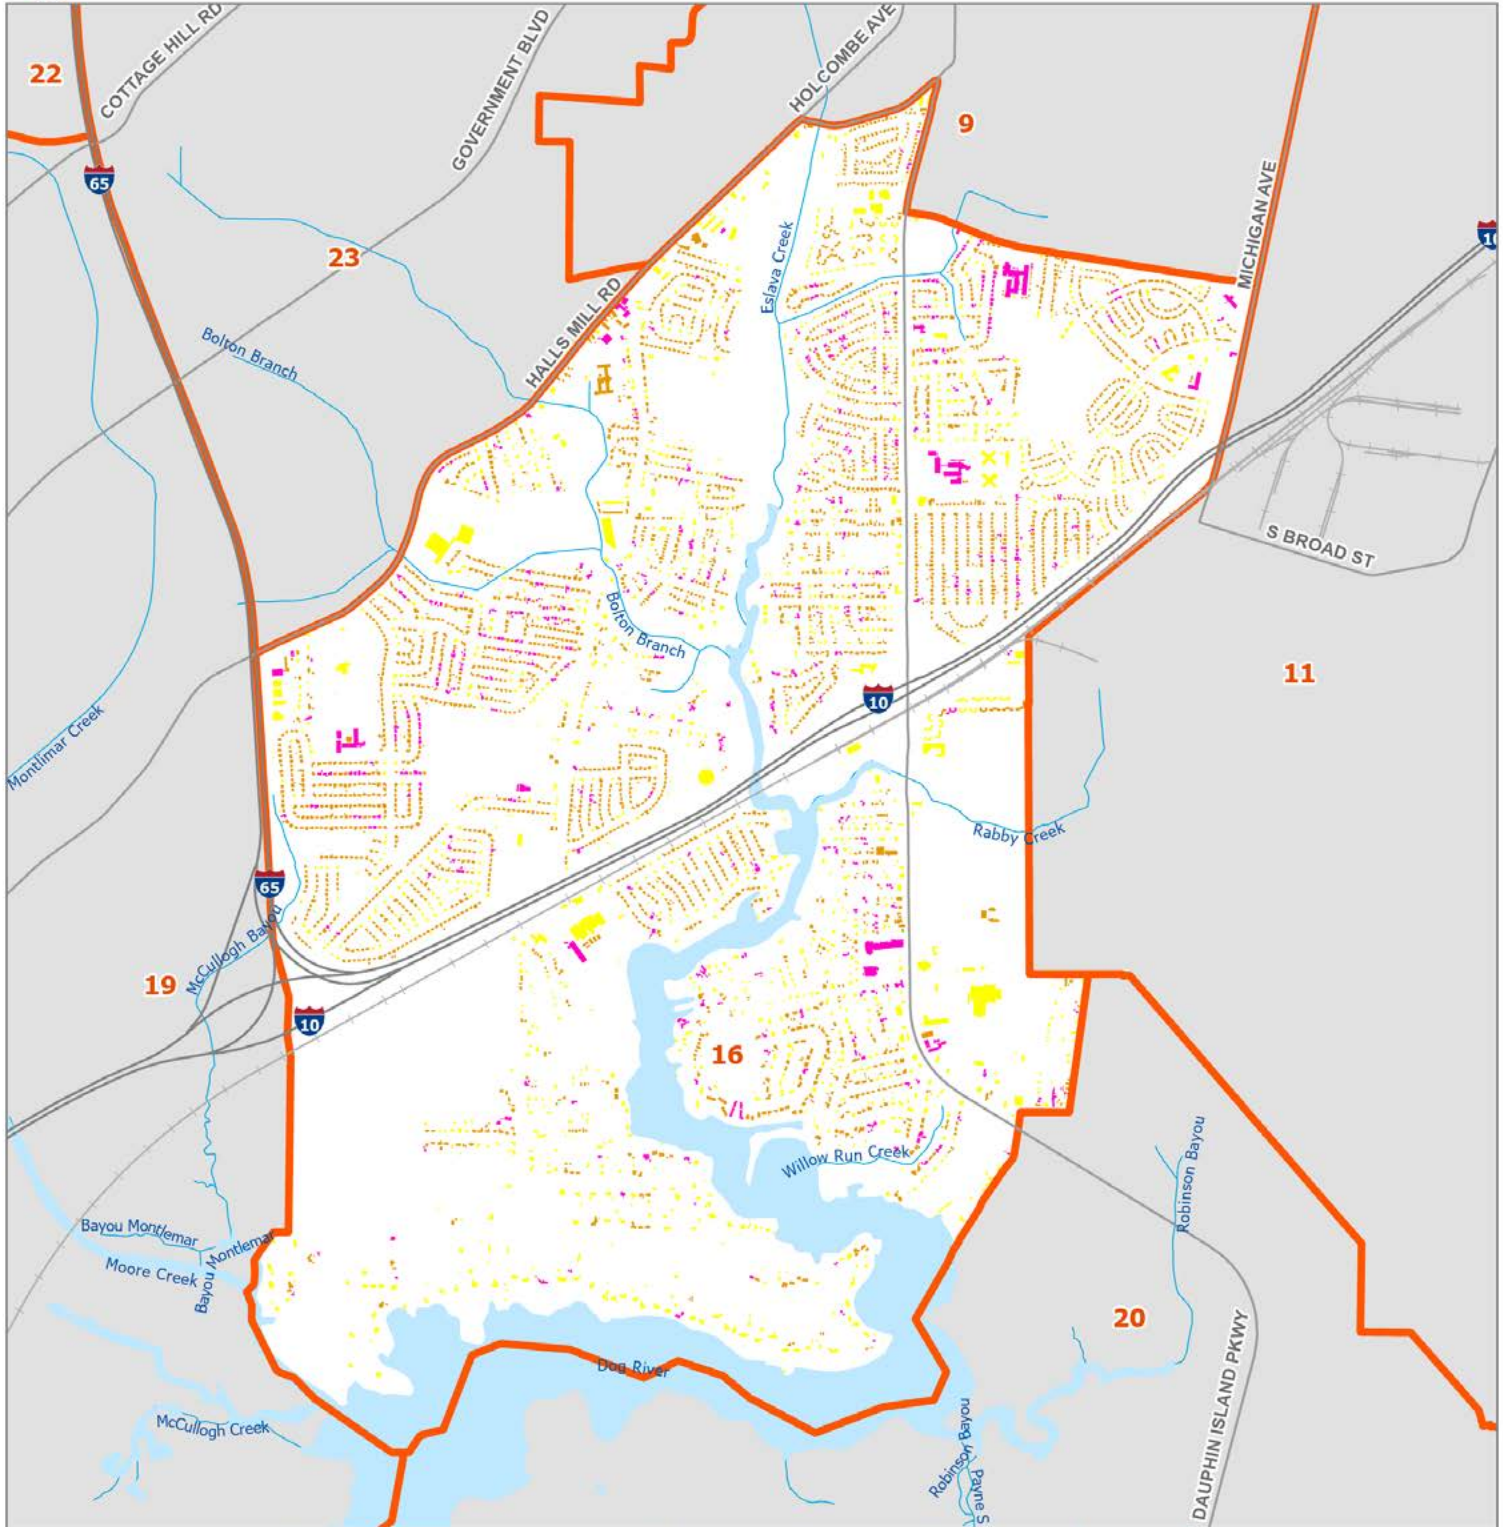 COTTAGE HILL RD
GOVERNMENT BLVD
HOLCOMBE AVE
22
9
65
MICHIGAN AVE
10
23
Eslava Creek
HALLS MILL RD
Bolton Branch
S BROAD ST
Bolton Branch
11
10
Montlimar Creek
Rabby Creek
65
McCullogh Bayou
19
10
16
Willow Run Creek
Robinson Bayou
Bayou Montlemar
Bayou Montlemar
Moore Creek
20
DAUPHIN ISLAND PKWY
Dog River
McCullogh Creek
Robinson Bayou
Payne S